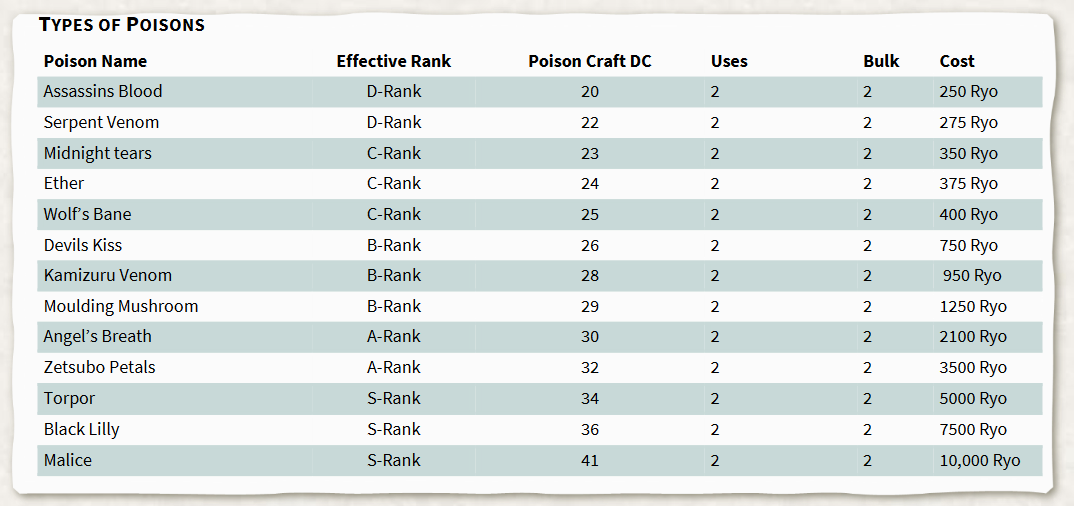 TYPES OF POISONS
Poison Name Effective Rank Poison Craft DC Uses Bulk Cost
Assassins Blood D-Rank 20 2 2 250 Ryo
Serpent Venom D-Rank 22 2 2 275 Ryo
Midnight tears C-Rank 23 2 2 350 Ryo
Ether C-Rank 24 2 2 375 Ryo
Wolf’s Bane C-Rank 25 2 2 400 Ryo
Devils Kiss B-Rank 26 2 2 750 Ryo
Kamizuru Venom B-Rank 28 2 2 950 Ryo
Moulding Mushroom B-Rank 29 2 2 1250 Ryo
Angel’s Breath A-Rank 30 2 2 2100 Ryo
Zetsubo Petals A-Rank 32 2 2 3500 Ryo
Torpor S-Rank 34 2 2 5000 Ryo
Black Lilly S-Rank 36 2 2 7500 Ryo
Malice S-Rank 41 2 2 10,000 Ryo